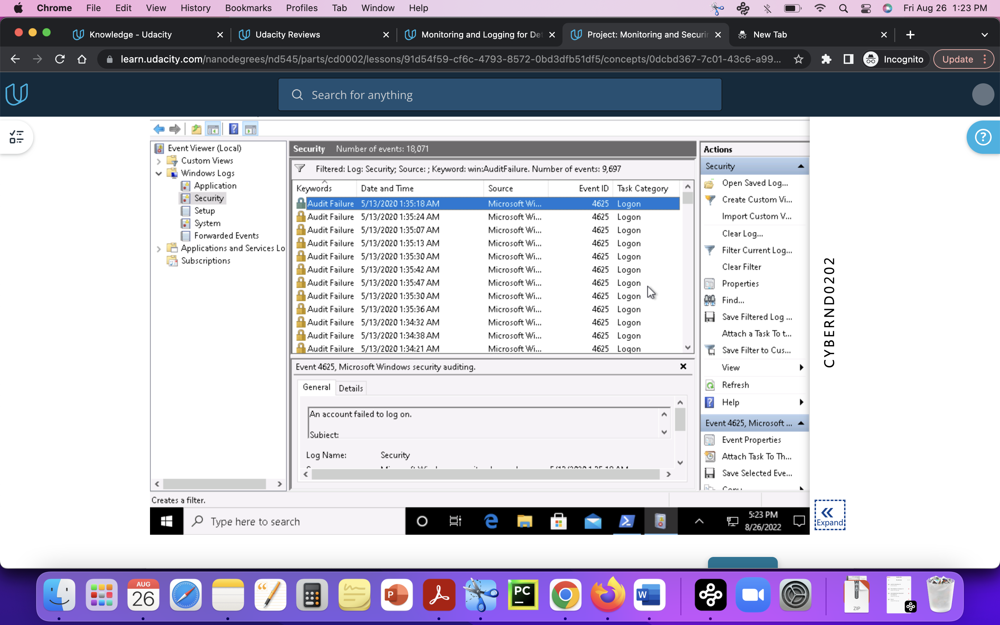 Chrome File Edit View History Bookmarks Profiles Tab Window Help Fri Aug 26 1:23 PM
Knowledge - Udacity Udacity Reviews Monitoring and Logging for Det Project: Monitoring and Securin New Tab
learn.udacity.com/nanodegrees/nd545/parts/cd0002/lessons/91d54f59-cf6c-4793-8572-0bd3dfb51df5/concepts/0dcbd367-7c01-43c6-a99... Incognito Update
Search for anything
Event Viewer (Local)
Custom Views
Windows Logs
Application
Security
Setup
System
Forwarded Events
Applications and Services Lo
Subscriptions
Security Number of events: 18,071
Filtered: Log: Security; Source: ; Keyword: win:AuditFailure. Number of events: 9,697
Keywords Date and Time Source Event ID Task Category
Audit Failure 5/13/2020 1:35:18 AM Microsoft Wi... 4625 Logon
Audit Failure 5/13/2020 1:35:24 AM Microsoft Wi... 4625 Logon
Audit Failure 5/13/2020 1:35:07 AM Microsoft Wi... 4625 Logon
Audit Failure 5/13/2020 1:35:13 AM Microsoft Wi... 4625 Logon
Audit Failure 5/13/2020 1:35:30 AM Microsoft Wi... 4625 Logon
Audit Failure 5/13/2020 1:35:42 AM Microsoft Wi... 4625 Logon
Audit Failure 5/13/2020 1:35:47 AM Microsoft Wi... 4625 Logon
Audit Failure 5/13/2020 1:35:30 AM Microsoft Wi... 4625 Logon
Audit Failure 5/13/2020 1:35:36 AM Microsoft Wi... 4625 Logon
Audit Failure 5/13/2020 1:34:32 AM Microsoft Wi... 4625 Logon
Audit Failure 5/13/2020 1:34:38 AM Microsoft Wi... 4625 Logon
Audit Failure 5/13/2020 1:34:21 AM Microsoft Wi... 4625 Logon
Event 4625, Microsoft Windows security auditing.
General Details
An account failed to log on.
Subject:
Log Name: Security
Actions
Security
Open Saved Log...
Create Custom Vi...
Import Custom V...
Clear Log...
Filter Current Log...
Clear Filter
Properties
Find...
Save Filtered Log ...
Attach a Task To t...
Save Filter to Cus...
View
Refresh
Help
Event 4625, Microsoft ...
Event Properties
Attach Task To Th...
Save Selected Eve...
Copy
CYBERND0202
Expand
Creates a filter.
Type here to search
5:23 PM
8/26/2022
AUG
26
P
PC
W
ZIP